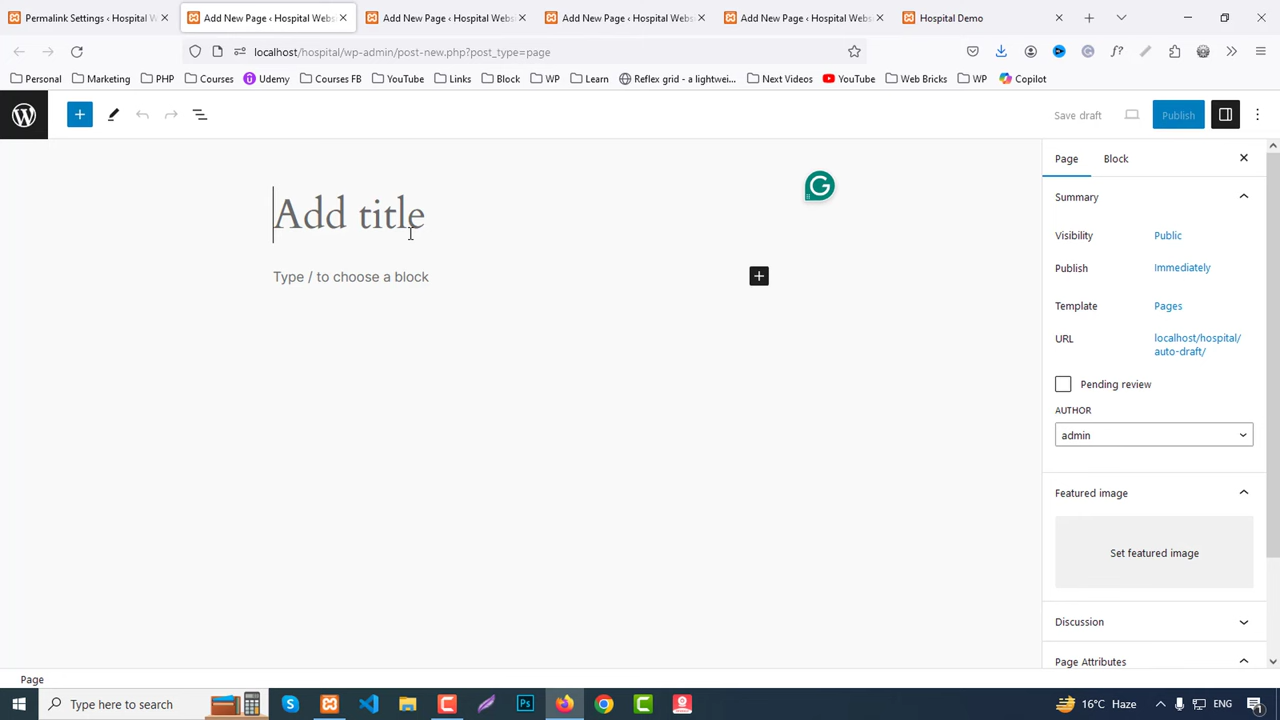 Permalink Settings ‹ Hospital W
Add New Page ‹ Hospital Webs
Add New Page ‹ Hospital Webs
Add New Page ‹ Hospital Webs
Add New Page ‹ Hospital Webs
Hospital Demo
localhost/hospital/wp-admin/post-new.php?post_type=page
Personal
Marketing
PHP
Courses
Udemy
Courses FB
YouTube
Links
Block
WP
Learn
Reflex grid - a lightwei...
Next Videos
YouTube
Web Bricks
WP
Copilot
Save draft
Publish
Add title
Type / to choose a block
Page
Block
Summary
Visibility
Public
Publish
Immediately
Template
Pages
URL
localhost/hospital/
auto-draft/
Pending review
AUTHOR
admin
Featured image
Set featured image
Discussion
Page Attributes
Page
Type here to search
16°C Haze
ENG